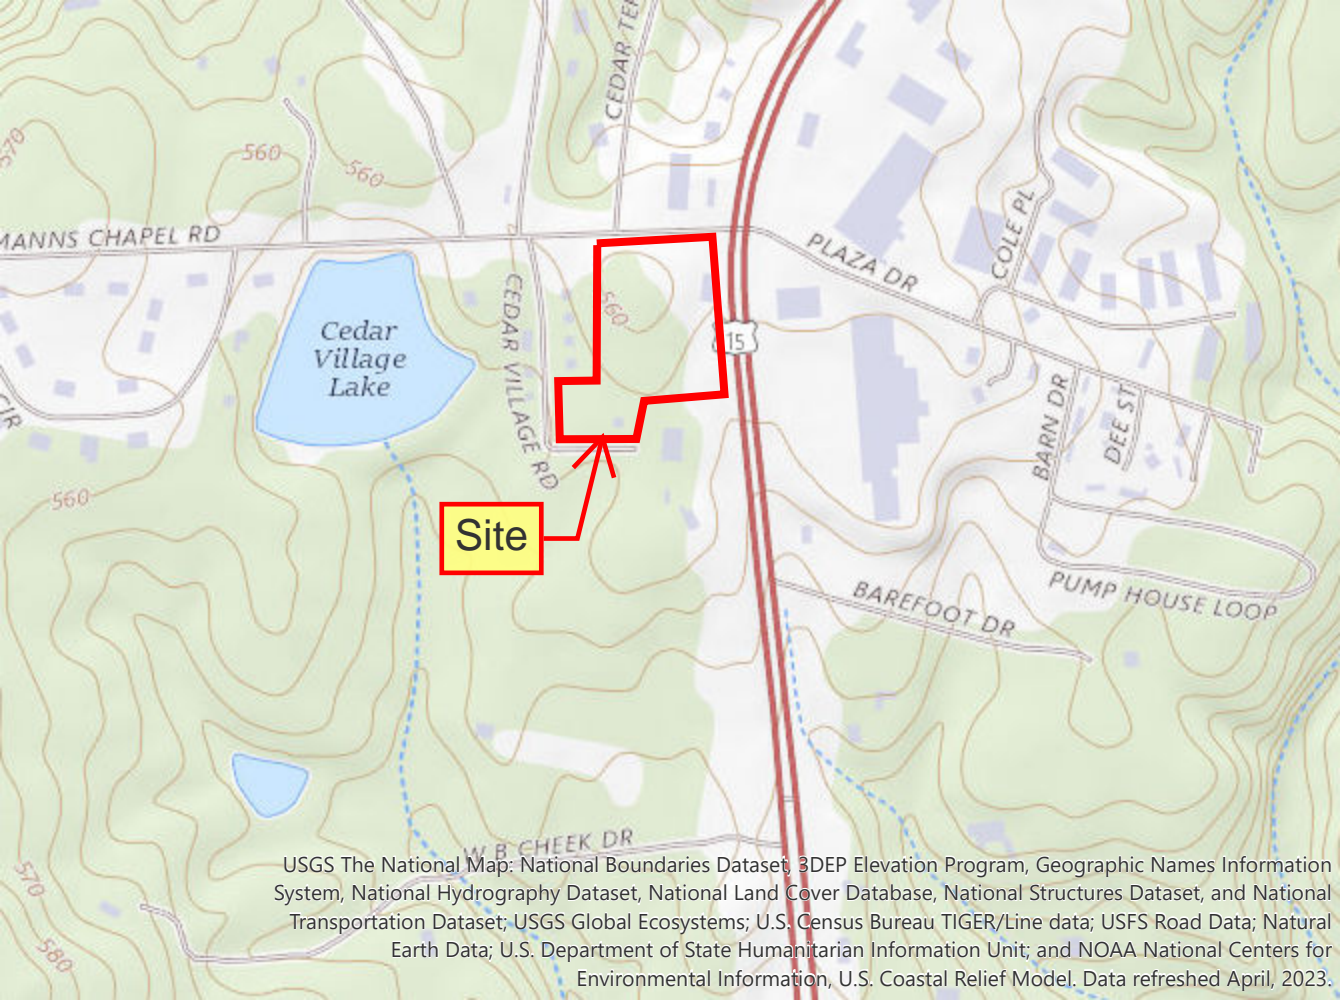 CEDAR TER
570
560
560
MANNS CHAPEL RD
PLAZA DR
COLE PL
560
CEDAR VILLAGE RD
Cedar
Village
Lake
15
CIR
BARN DR
DEE ST
560
Site
PUMP HOUSE LOOP
BAREFOOT DR
W B CHEEK DR
570
580
USGS The National Map: National Boundaries Dataset, 3DEP Elevation Program, Geographic Names Information
System, National Hydrography Dataset, National Land Cover Database, National Structures Dataset, and National
Transportation Dataset; USGS Global Ecosystems; U.S. Census Bureau TIGER/Line data; USFS Road Data; Natural
Earth Data; U.S. Department of State Humanitarian Information Unit; and NOAA National Centers for
Environmental Information, U.S. Coastal Relief Model. Data refreshed April, 2023.